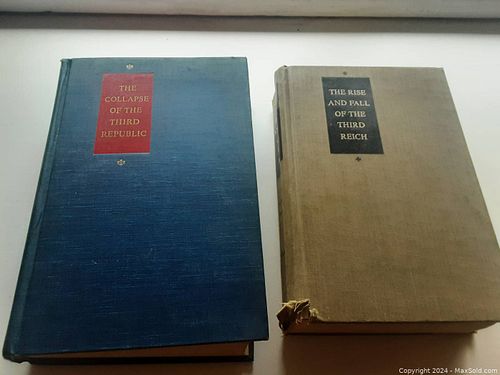 THE
COLLAPSE
OF THE
THIRD
REPUBLIC
THE RISE
AND FALL
OF THE
THIRD
REICH
Copyright 2024 - MaxSold.com